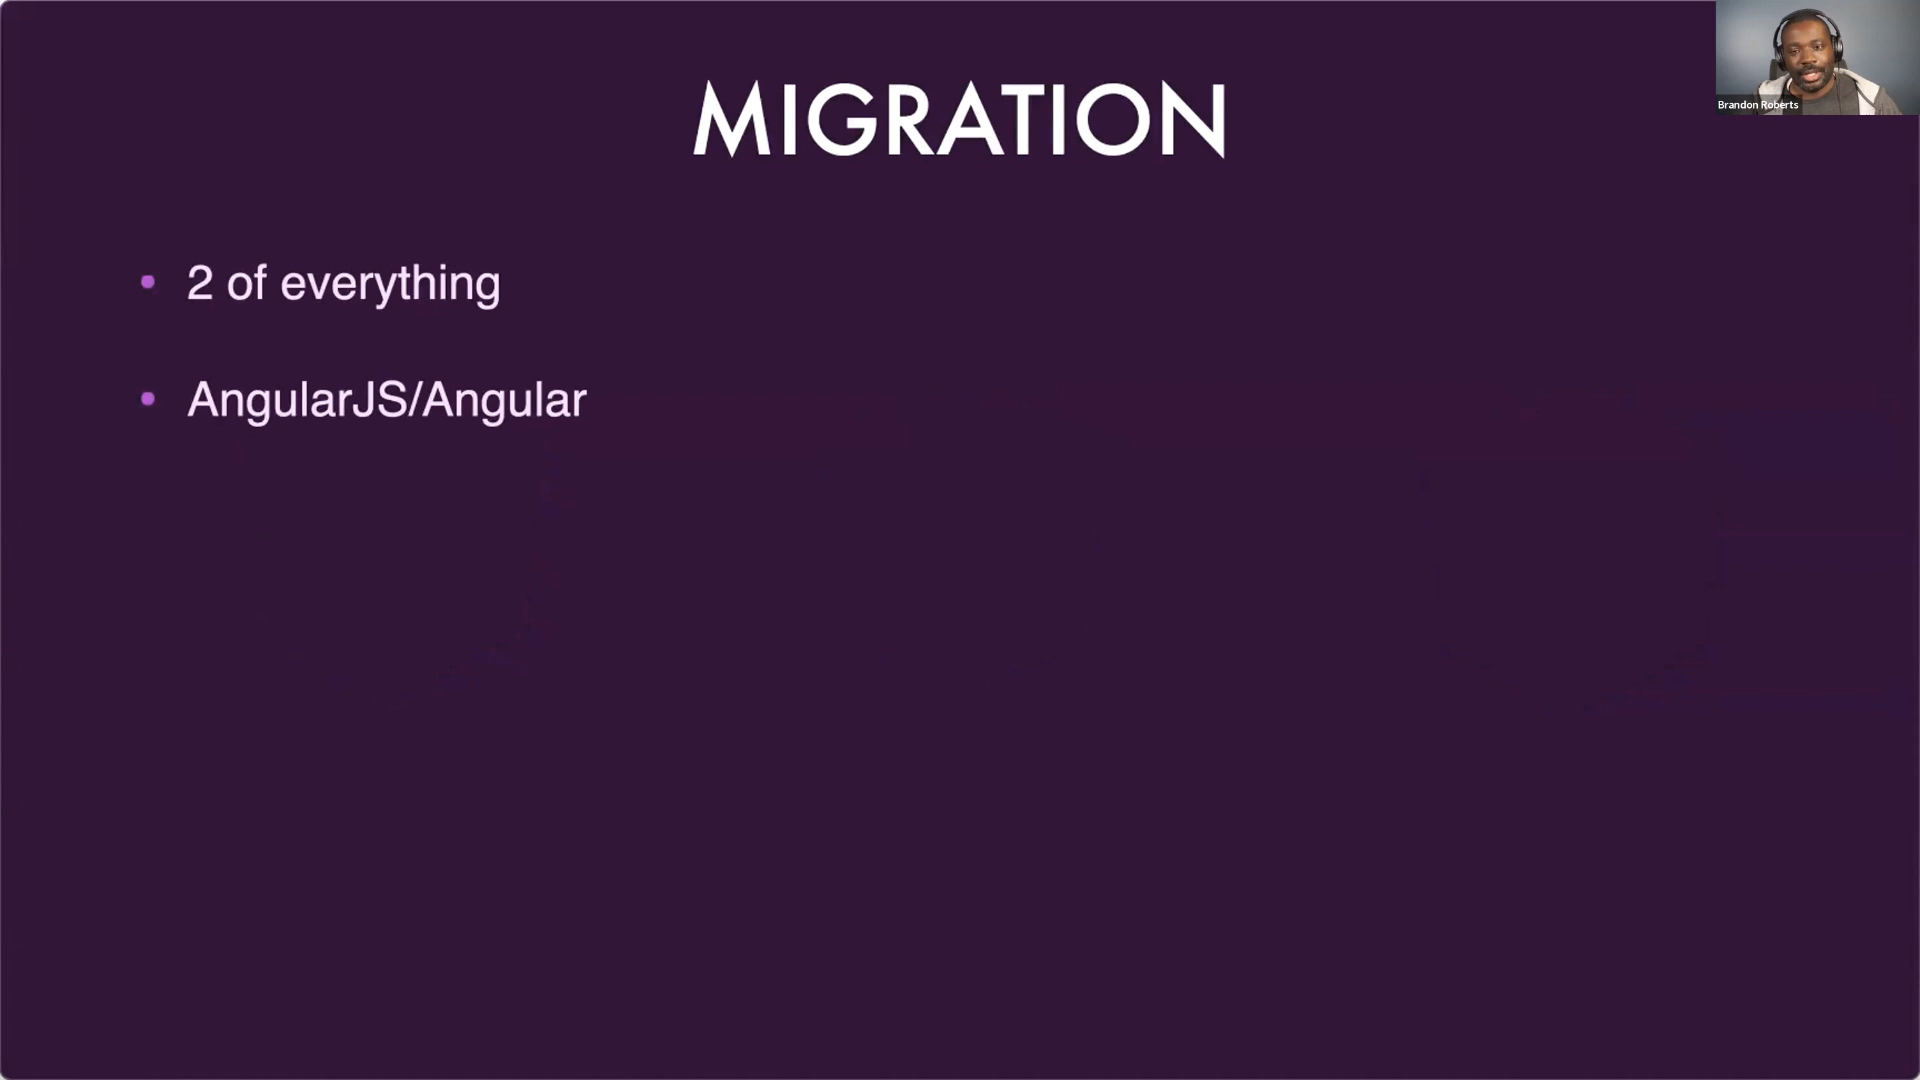 MIGRATION
Brandon Roberts
• 2 of everything
• AngularJS/Angular